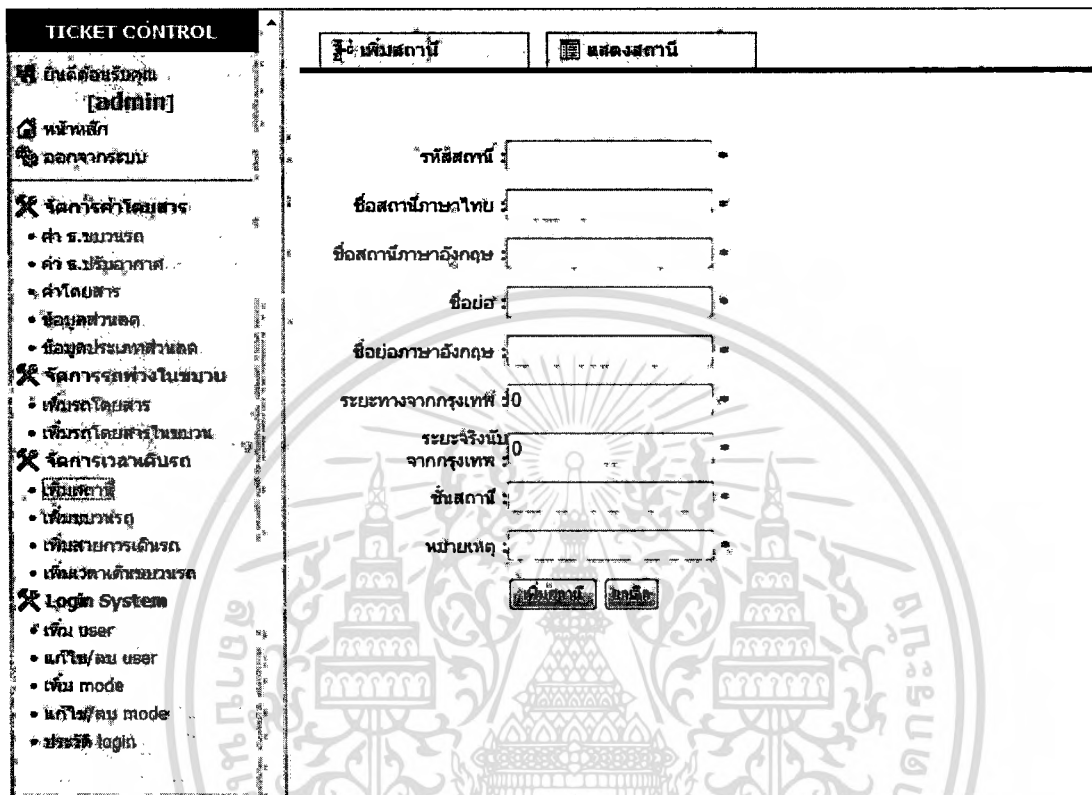 TICKET CONTROL
ยินดีต้อนรับคุณ
[admin]
หน้าหลัก
ออกจากระบบ
จัดการค่าโดยสาร
• ค่า ธ.ขบวนรถ
• ค่า ธ.ปรับอากาศ
• ค่าโดยสาร
• ข้อมูลส่วนลด
• ข้อมูลประเภทส่วนลด
จัดการรถพ่วงในขบวน
• เพิ่มรถโดยสาร
• เพิ่มรถโดยสารในขบวน
จัดการเวลาเดินรถ
• เพิ่มสถานี
• เพิ่มขบวนรถ
• เพิ่มสายการเดินรถ
• เพิ่มเวลาเดินขบวนรถ
Login System
• เพิ่ม user
• แก้ไข/ลบ user
• เพิ่ม mode
• แก้ไข/ลบ mode
• ประวัติ login
เพิ่มสถานี
แสดงสถานี
รหัสสถานี : *
ชื่อสถานีภาษาไทย : *
ชื่อสถานีภาษาอังกฤษ : *
ชื่อย่อ : *
ชื่อย่อภาษาอังกฤษ : *
ระยะทางจากกรุงเทพ : 0 *
ระยะจริงนับ
จากกรุงเทพ : 0 *
ชั้นสถานี : *
หมายเหตุ : *
เพิ่มสถานี ยกเลิก